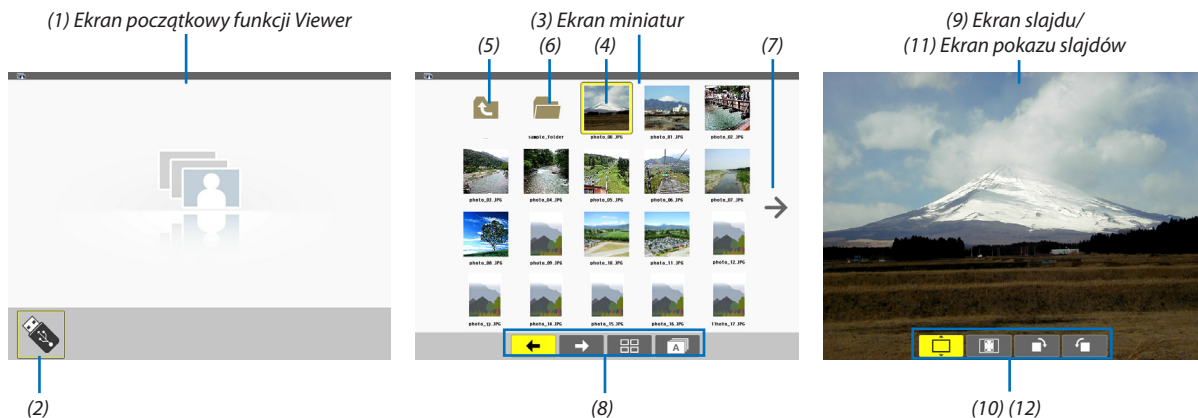 (1) Ekran początkowy funkcji Viewer
(2)
(3) Ekran miniatur
(5) (6) (4) (7)
sample_folder photo_00.JPG photo_01.JPG photo_02.JPG
photo_03.JPG photo_04.JPG photo_05.JPG photo_06.JPG photo_07.JPG
photo_08.JPG photo_09.JPG photo_10.JPG photo_11.JPG photo_12.JPG
photo_13.JPG photo_14.JPG photo_15.JPG photo_16.JPG photo_17.JPG
A
(8)
(9) Ekran slajdu/
(11) Ekran pokazu slajdów
(10) (12)